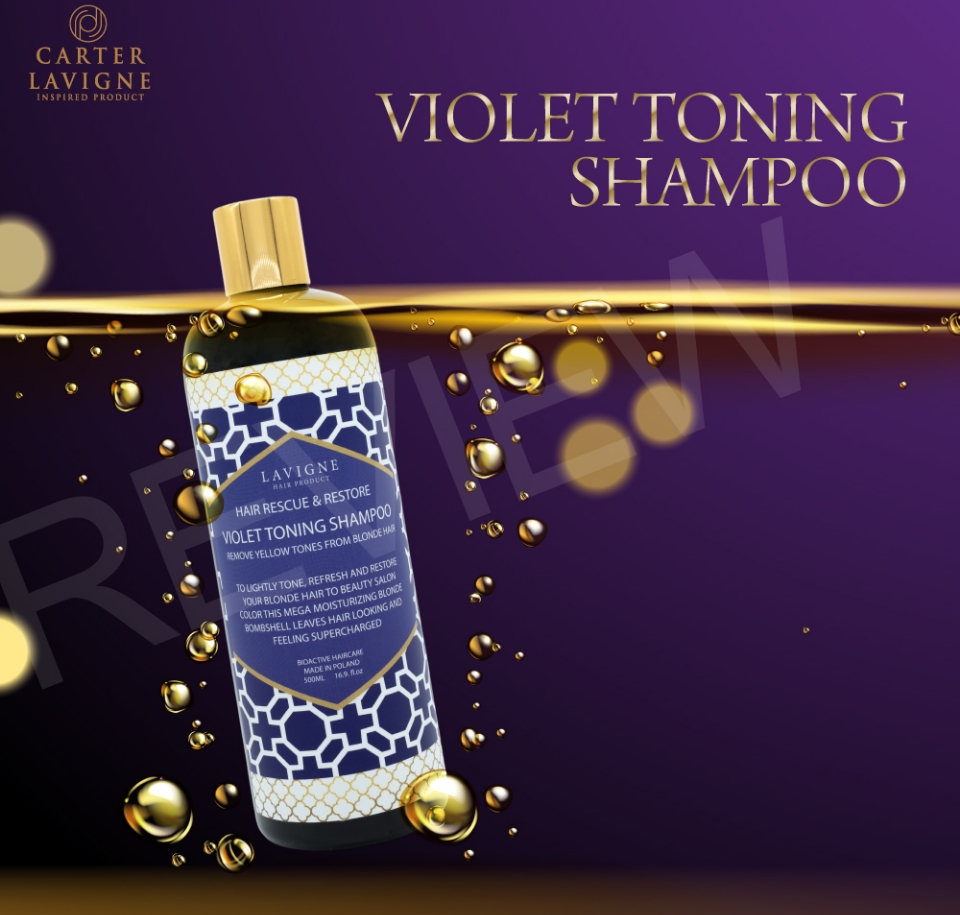 CARTER
LAVIGNE
INSPIRED PRODUCT
VIOLET TONING
SHAMPOO
REVIEW
LAVIGNE
HAIR PRODUCT
HAIR RESCUE & RESTORE
VIOLET TONING SHAMPOO
REMOVE YELLOW TONES FROM BLONDE HAIR
TO LIGHTLY TONE, REFRESH AND RESTORE
YOUR BLONDE HAIR TO BEAUTY SALON
COLOR THIS MEGA MOISTURIZING BLONDE
BOMBSHELL LEAVES HAIR LOOKING AND
FEELING SUPERCHARGED
BIOACTIVE HAIRCARE
MADE IN POLAND
500ML 16.9 fl.oz